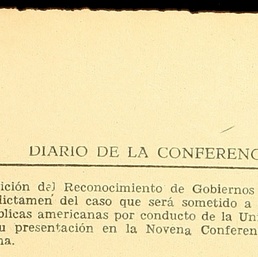 DIARIO DE LA CONFERENC
ición del Reconocimiento de Gobiernos
dictamen del caso que será sometido a
blicas americanas por conducto de la Un
u presentación en la Novena Conferen
na.